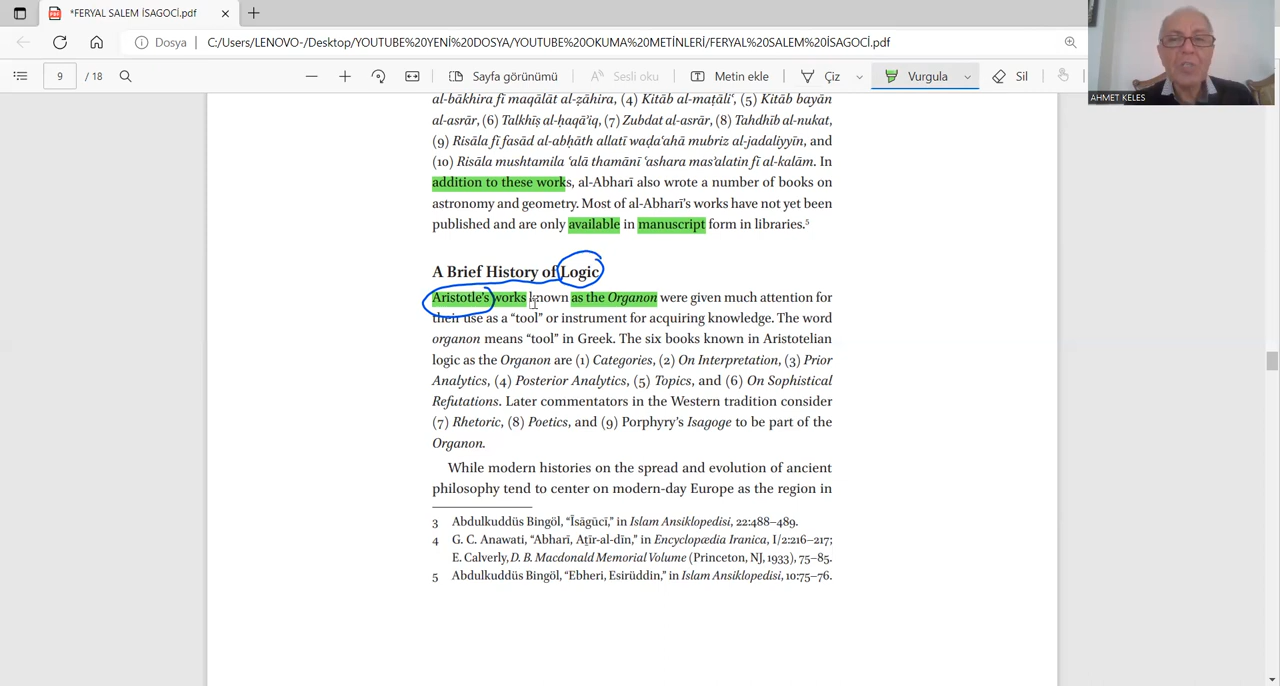 *FERYAL SALEM İSAGOCİ.pdf
Dosya C:/Users/LENOVO-/Desktop/YOUTUBE%20YENİ%20DOSYA/YOUTUBE%20OKUMA%20METİNLERİ/FERYAL%20SALEM%20İSAGOCİ.pdf
9 / 18 Sayfa görünümü Sesli oku Metin ekle Çiz Vurgula Sil
AHMET KELES
al-bākhira fī maqālāt al-ẓāhira, (4) Kitāb al-maṭāliʿ, (5) Kitāb bayān
al-asrār, (6) Talkhīṣ al-ḥaqāʾiq, (7) Zubdat al-asrār, (8) Tahdhīb al-nukat,
(9) Risāla fī fasād al-abḥāth allatī waḍaʿahā mubriz al-jadaliyyīn, and
(10) Risāla mushtamila ʿalā thamānī ʿashara masʾalatin fī al-kalām. In
addition to these works, al-Abharī also wrote a number of books on
astronomy and geometry. Most of al-Abharī's works have not yet been
published and are only available in manuscript form in libraries.5
A Brief History of Logic
Aristotle's works known as the Organon were given much attention for
their use as a “tool” or instrument for acquiring knowledge. The word
organon means “tool” in Greek. The six books known in Aristotelian
logic as the Organon are (1) Categories, (2) On Interpretation, (3) Prior
Analytics, (4) Posterior Analytics, (5) Topics, and (6) On Sophistical
Refutations. Later commentators in the Western tradition consider
(7) Rhetoric, (8) Poetics, and (9) Porphyry's Isagoge to be part of the
Organon.
While modern histories on the spread and evolution of ancient
philosophy tend to center on modern-day Europe as the region in
3 Abdulkuddüs Bingöl, “Īsāgūcī,” in Islam Ansiklopedisi, 22:488–489.
4 G. C. Anawati, “Abharī, Aṯīr-al-dīn,” in Encyclopædia Iranica, I/2:216–217;
E. Calverly, D. B. Macdonald Memorial Volume (Princeton, NJ, 1933), 75–85.
5 Abdulkuddüs Bingöl, “Ebheri, Esirüddin,” in Islam Ansiklopedisi, 10:75–76.